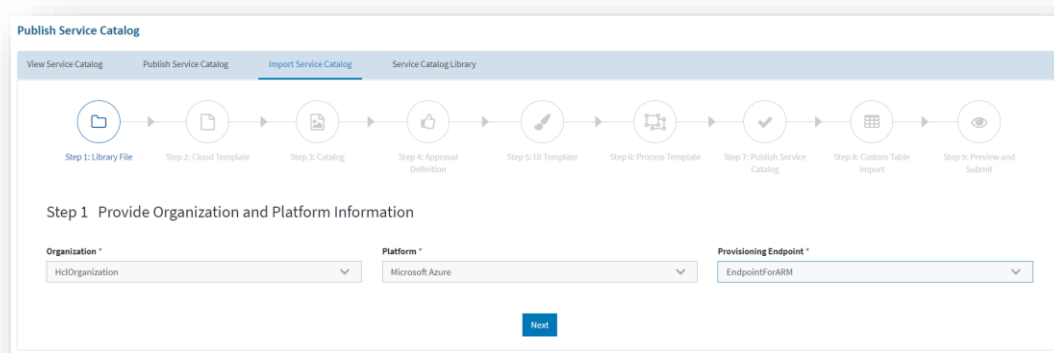 Publish Service Catalog
View Service Catalog Publish Service Catalog Import Service Catalog Service Catalog Library
Step 1: Library File Step 2: Cloud Template Step 3: Catalog Step 4: Approval Definition Step 5: UI Template Step 6: Process Template Step 7: Publish Service Catalog Step 8: Custom Table Import Step 9: Preview and Submit
Step 1 Provide Organization and Platform Information
Organization * Platform * Provisioning Endpoint *
HclOrganization Microsoft Azure EndpointForARM
Next